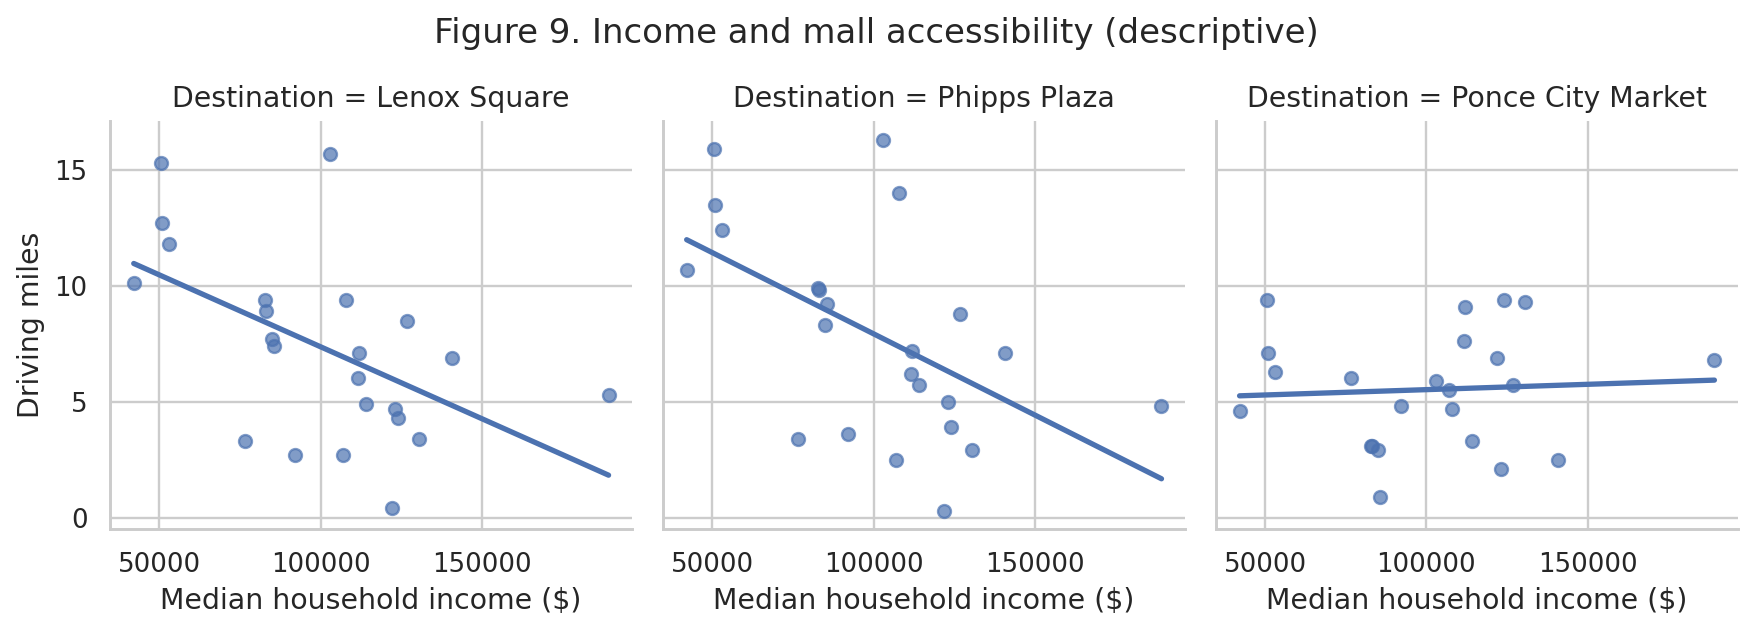 Figure 9. Income and mall accessibility (descriptive)
Destination = Lenox Square
Destination = Phipps Plaza
Destination = Ponce City Market
15
10
5
0
Driving miles
50000 100000 150000
50000 100000 150000
50000 100000 150000
Median household income ($)
Median household income ($)
Median household income ($)